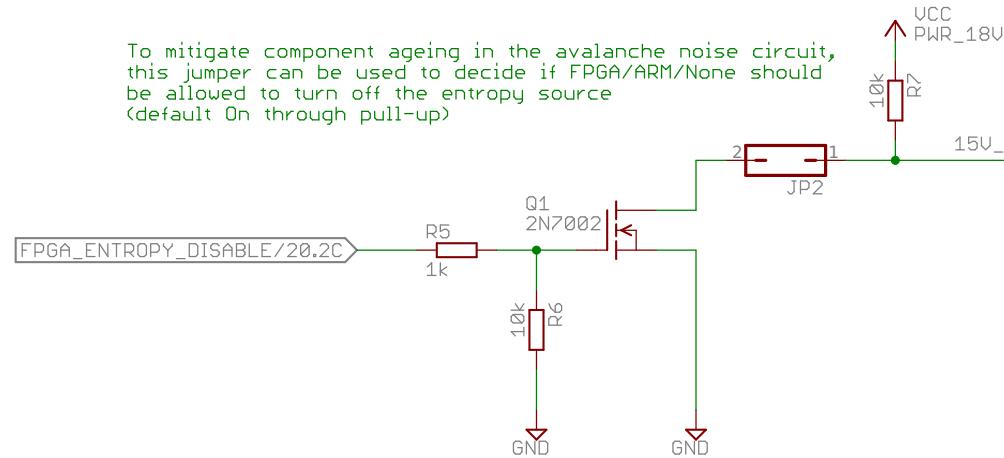 VCC
PWR_18V
To mitigate component ageing in the avalanche noise circuit,
this jumper can be used to decide if FPGA/ARM/None should
be allowed to turn off the entropy source
(default On through pull-up)
10k
R7
15V_
2
1
JP2
Q1
2N7002
R5
FPGA_ENTROPY_DISABLE/20.2C
1k
10k
R6
GND
GND